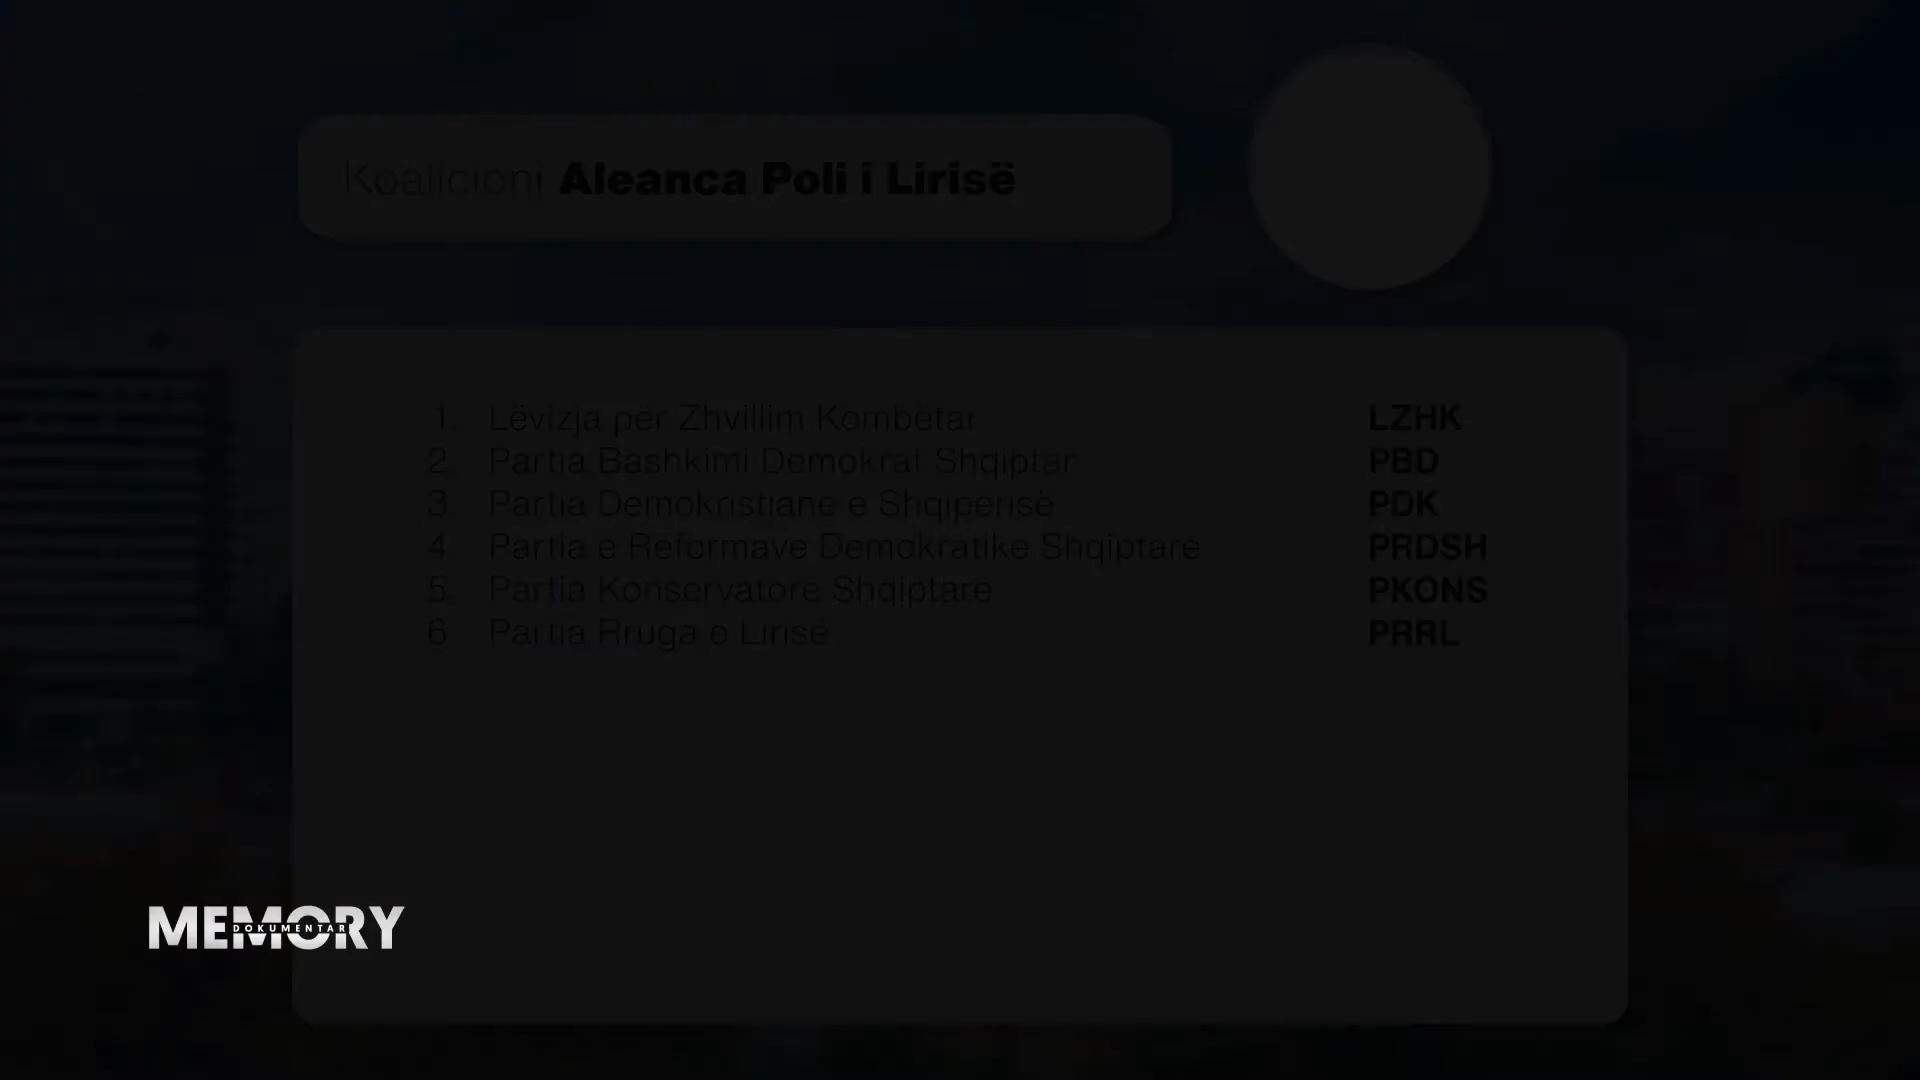 Koalicioni Aleanca Poli i Lirisë
1. Lëvizja për Zhvillim Kombëtar LZHK
2. Partia Bashkimi Demokrat Shqiptar PBD
3. Partia Demokristiane e Shqipërisë PDK
4. Partia e Reformave Demokratike Shqiptare PRDSH
5. Partia Konservatore Shqiptare PKONS
6. Partia Rruga e Lirisë PRRL
MEMORY
DOKUMENTAR